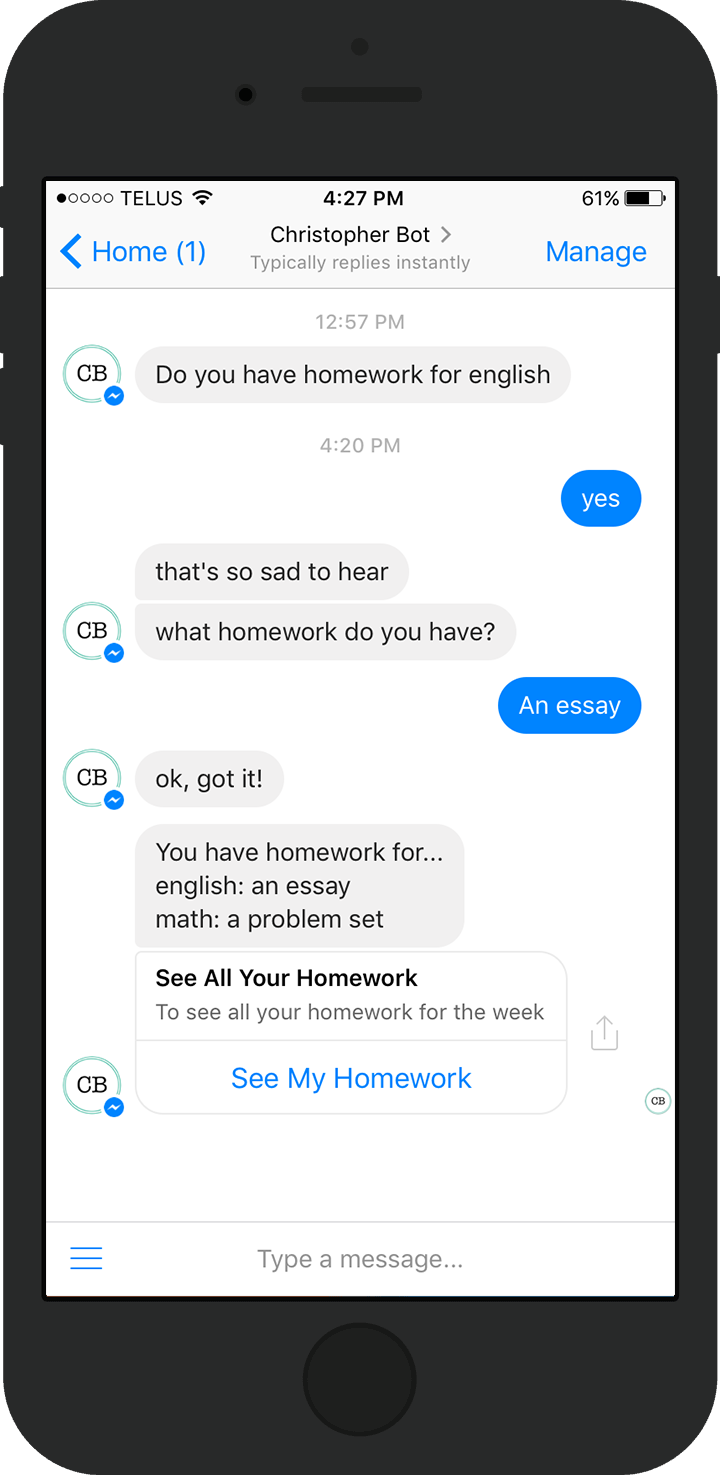 TELUS 4:27 PM 61%
Home (1) Christopher Bot Manage
Typically replies instantly
12:57 PM
CB Do you have homework for english
4:20 PM
yes
that's so sad to hear
CB what homework do you have?
An essay
CB ok, got it!
You have homework for...
english: an essay
math: a problem set
See All Your Homework
To see all your homework for the week
CB See My Homework
CB
Type a message...